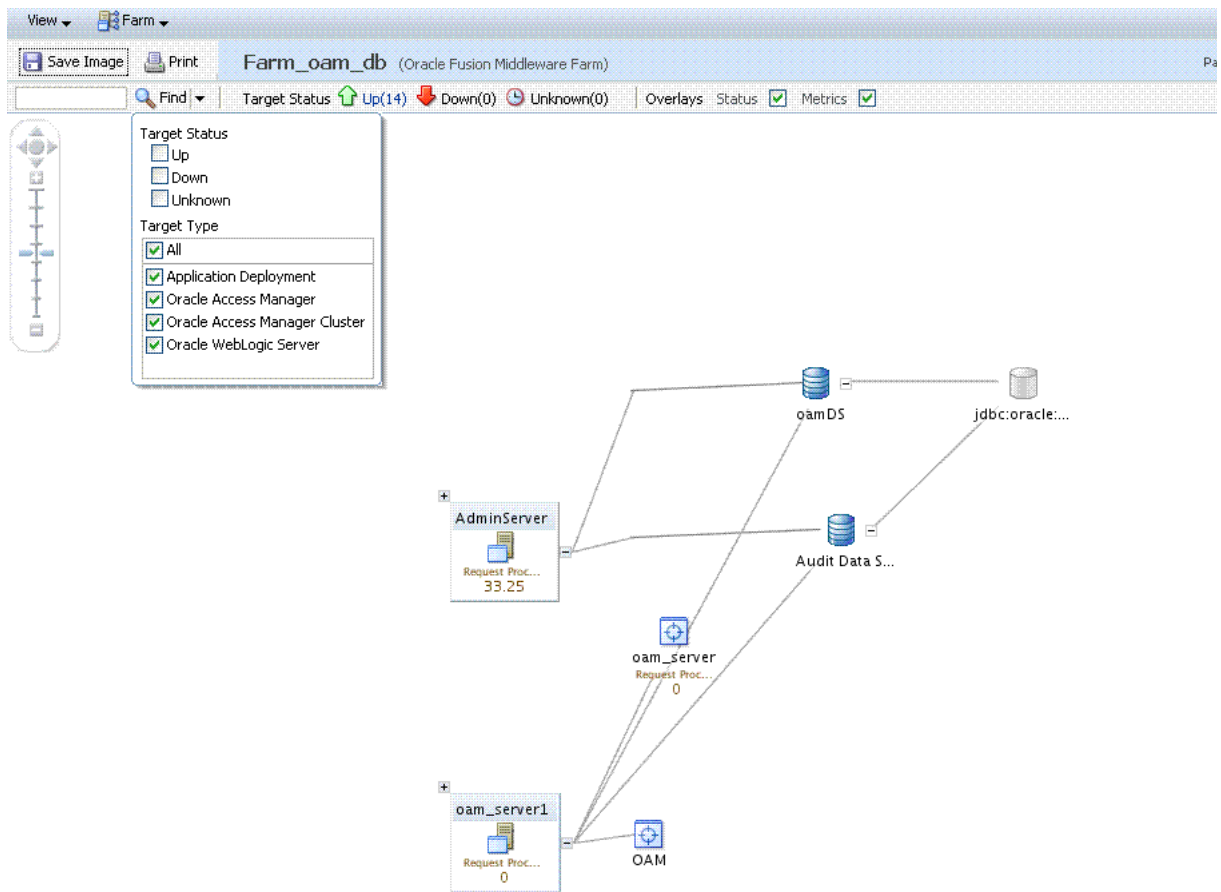 View Farm
Save Image Print Farm_oam_db (Oracle Fusion Middleware Farm) Pa
Find Target Status Up(14) Down(0) Unknown(0) Overlays Status Metrics
Target Status
Up
Down
Unknown
Target Type
All
Application Deployment
Oracle Access Manager
Oracle Access Manager Cluster
Oracle WebLogic Server
oamDS
jdbc:oracle:...
AdminServer
Request Proc...
33.25
Audit Data S...
oam_server
Request Proc...
0
oam_server1
Request Proc...
0
OAM